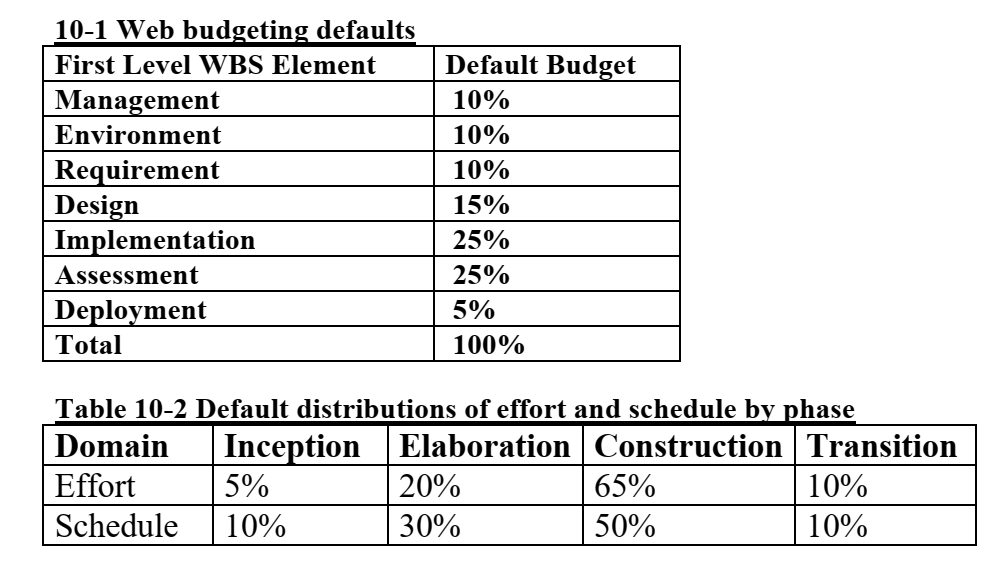 10-1 Web budgeting defaults
First Level WBS Element Default Budget
Management 10%
Environment 10%
Requirement 10%
Design 15%
Implementation 25%
Assessment 25%
Deployment 5%
Total 100%
Table 10-2 Default distributions of effort and schedule by phase
Domain Inception Elaboration Construction Transition
Effort 5% 20% 65% 10%
Schedule 10% 30% 50% 10%